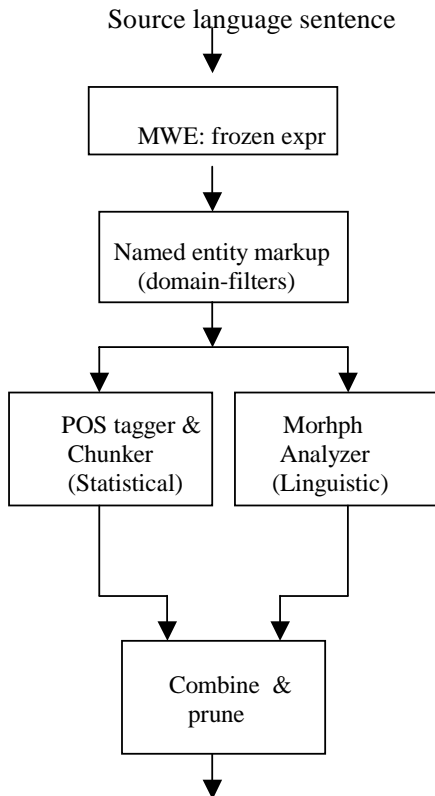 Source language sentence
MWE: frozen expr
Named entity markup
(domain-filters)
POS tagger &
Chunker
(Statistical)
Morhph
Analyzer
(Linguistic)
Combine &
prune